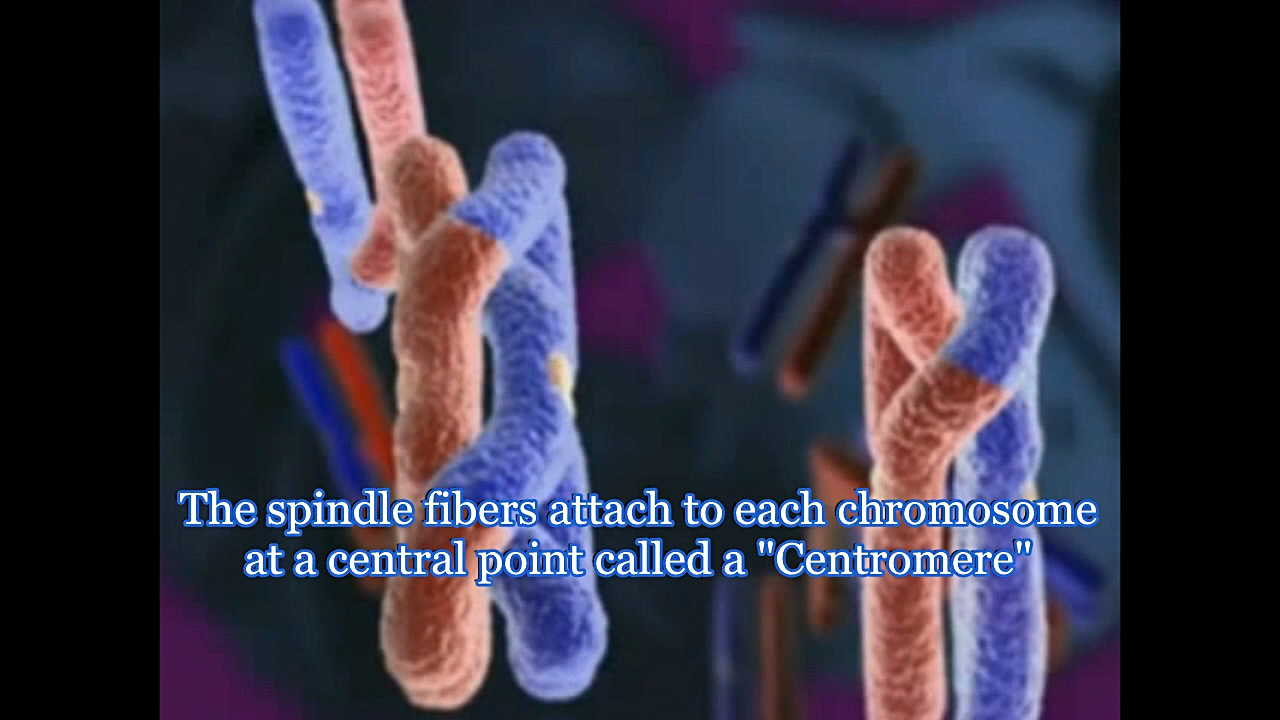 The spindle fibers attach to each chromosome
at a central point called a "Centromere"